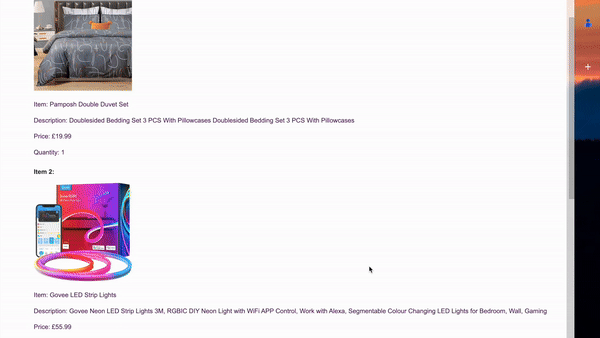 Item: Pamposh Double Duvet Set
Description: Doublesided Bedding Set 3 PCS With Pillowcases Doublesided Bedding Set 3 PCS With Pillowcases
Price: £19.99
Quantity: 1
Item 2:
Item: Govee LED Strip Lights
Description: Govee Neon LED Strip Lights 3M, RGBIC DIY Neon Light with WiFi APP Control, Work with Alexa, Segmentable Colour Changing LED Lights for Bedroom, Wall, Gaming
Price: £55.99